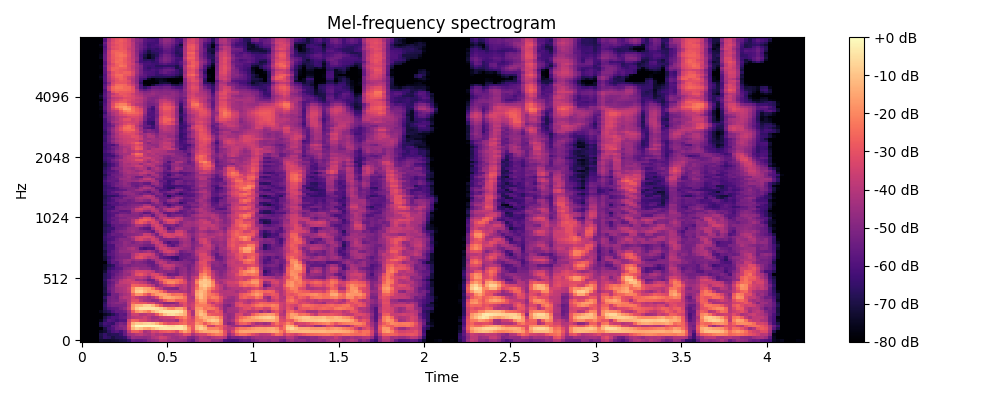 Mel-frequency spectrogram
+0 dB
4096
-10 dB
2048
-20 dB
1024
-30 dB
512
-40 dB
0
-50 dB
-60 dB
-70 dB
-80 dB
Hz
0 0.5 1 1.5 2 2.5 3 3.5 4
Time